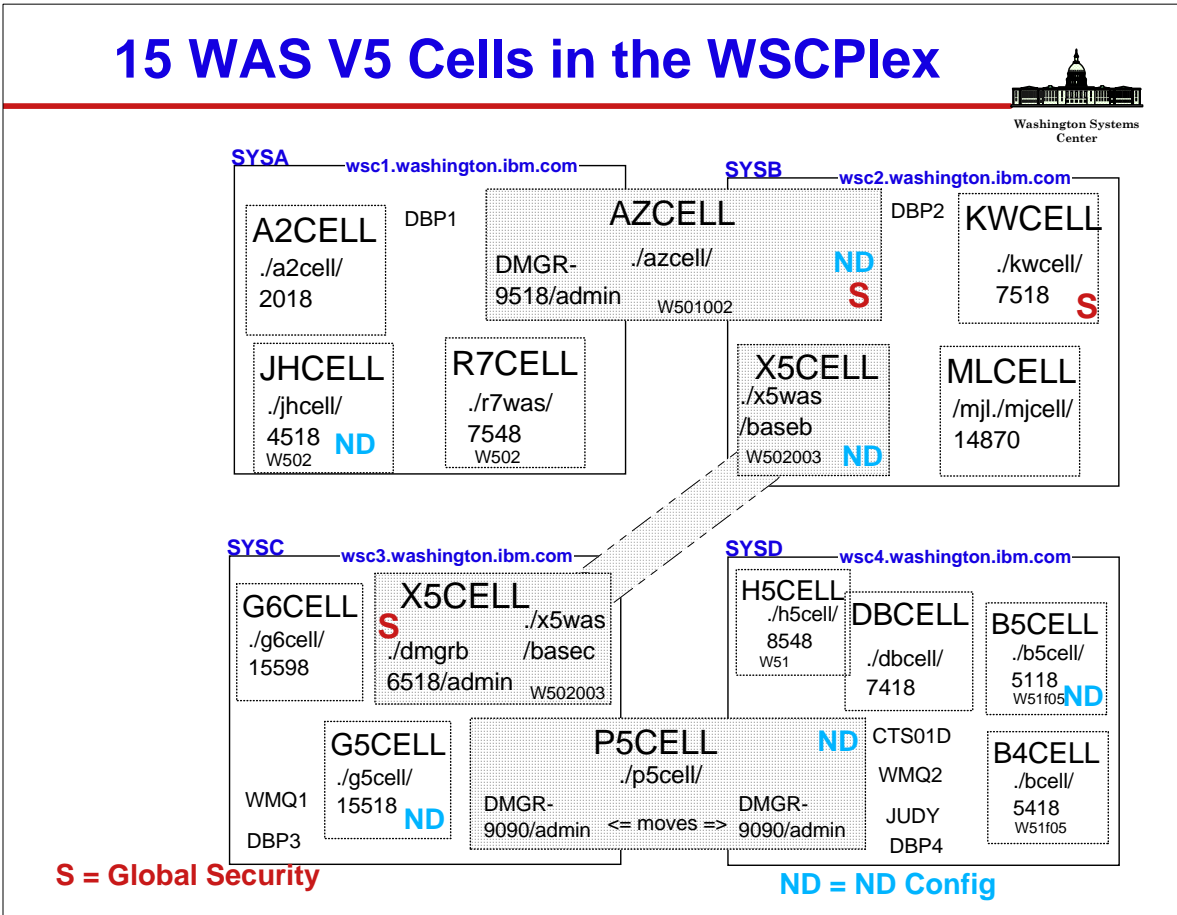 15 WAS V5 Cells in the WSCPlex
Washington Systems
Center
SYSA
wsc1.washington.ibm.com
A2CELL
./a2cell/
2018
DBP1
JHCELL
./jhcell/
4518
ND
W502
R7CELL
./r7was/
7548
W502
AZCELL
./azcell/
DMGR-
9518/admin
W501002
ND
S
SYSB
wsc2.washington.ibm.com
DBP2
KWCELL
./kwcell/
7518
S
X5CELL
./x5was
/baseb
W502003
ND
MLCELL
/mjl./mjcell/
14870
SYSC
wsc3.washington.ibm.com
G6CELL
./g6cell/
15598
X5CELL
S
./x5was
./dmgrb
/basec
6518/admin
W502003
G5CELL
./g5cell/
15518
ND
WMQ1
DBP3
P5CELL
ND
./p5cell/
DMGR-
9090/admin
<= moves =>
DMGR-
9090/admin
SYSD
wsc4.washington.ibm.com
H5CELL
./h5cell/
8548
W51
DBCELL
./dbcell/
7418
B5CELL
./b5cell/
5118
W51f05
ND
CTS01D
WMQ2
JUDY
DBP4
B4CELL
./bcell/
5418
W51f05
S = Global Security
ND = ND Config